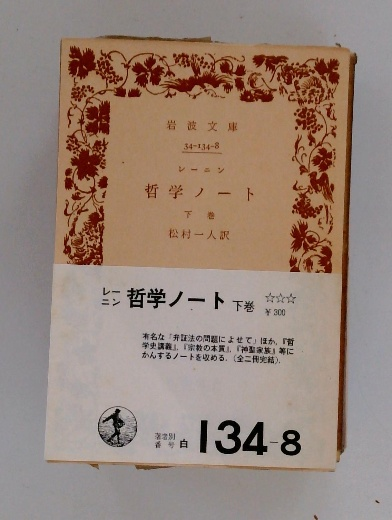 岩波文庫
34-134-8
レーニン
哲学ノート
下巻
松村一人訳
レーニン 哲学ノート 下巻 ☆☆☆
¥300
有名な「弁証法の問題によせて」ほか,『哲
学史講義』,『宗教の本質』,『神聖家族』等に
かんするノートを収める.（全二冊完結).
著者別
番号 白 134-8